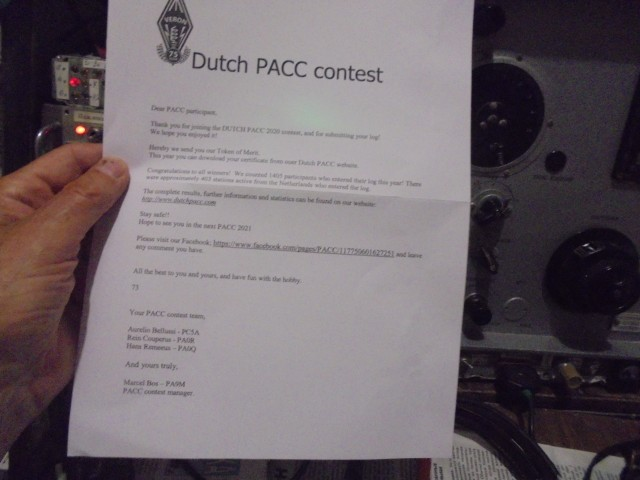 VERON
Dutch PACC contest
Dear PACC participant,
Thank you for joining the DUTCH PACC 2020 contest, and for submitting your log!
We hope you enjoyed it!
Hereby we send you our Token of Merit.
This year you can download your certificate from our Dutch PACC website.
Congratulations to all winners! We counted 1405 participants who entered their log this year! There
were approximately 403 stations active from the Netherlands who entered the log.
The complete results, further information and statistics can be found on our website:
http://www.dutchpacc.com
Stay safe!!
Hope to see you in the next PACC 2021
Please visit our Facebook: https://www.facebook.com/pages/PACC/117750601627251 and leave
any comment you have.
All the best to you and yours, and have fun with the hobby.
73
Your PACC contest team,
Aurelio Bellussi - PC5A
Rein Couperus - PA0R
Hans - PA0Q
And yours truly,
Marcel Bos - PA9M
PACC contest manager